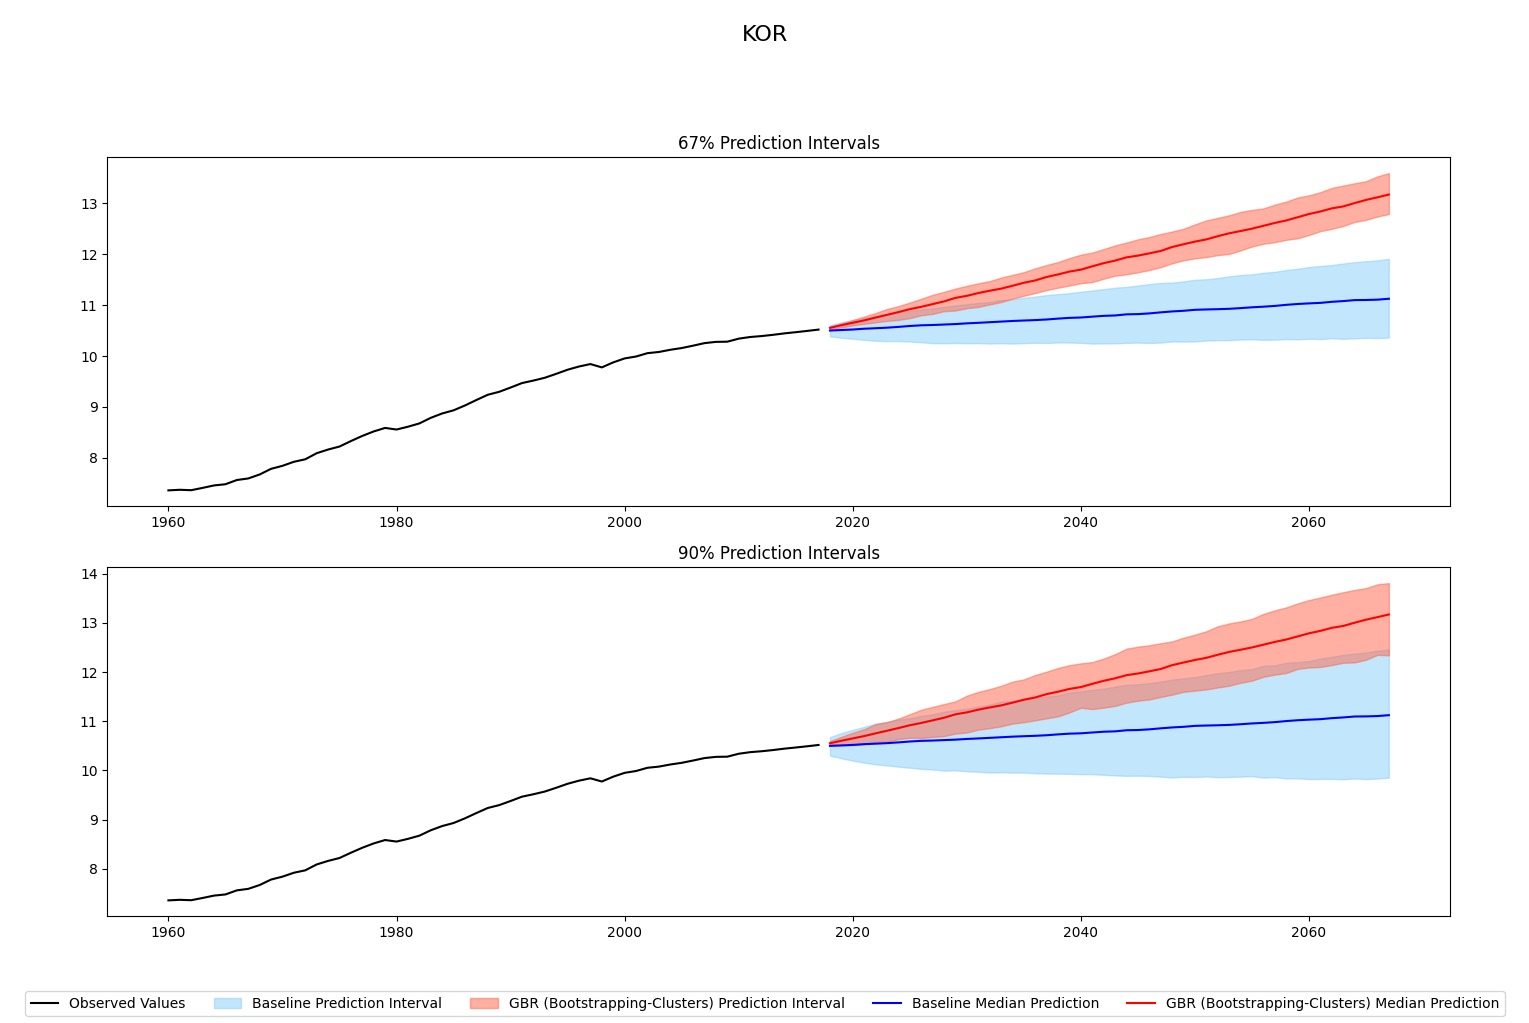 KOR
67% Prediction Intervals
13
12
11
10
9
8
1960 1980 2000 2020 2040 2060
90% Prediction Intervals
14
13
12
11
10
9
8
1960 1980 2000 2020 2040 2060
Observed Values Baseline Prediction Interval GBR (Bootstrapping-Clusters) Prediction Interval Baseline Median Prediction GBR (Bootstrapping-Clusters) Median Prediction